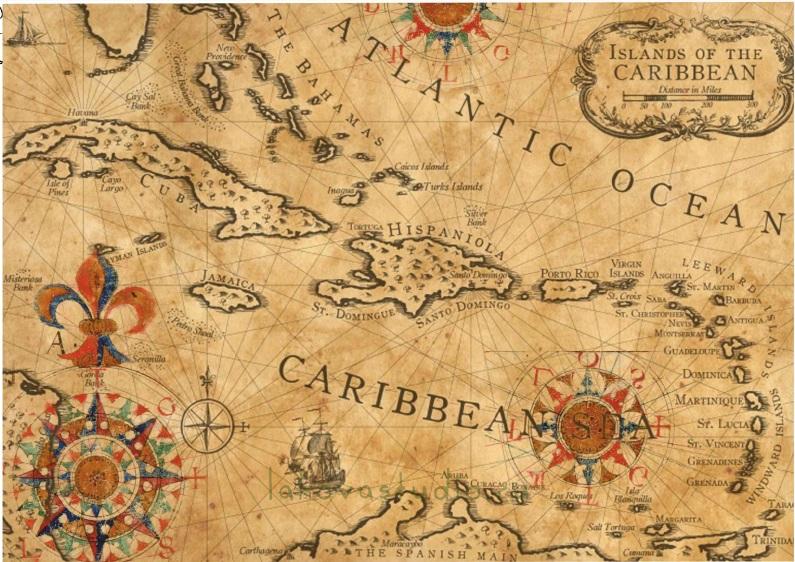 ISLANDS OF THE
CARIBBEAN
Distance in Miles
0 50 100 200 300
ATLANTIC OCEAN
THE BAHAMAS
New
Providence
Great Bahama Bank
Cay Sal
Bank
Havana
CUBA
Isle of
Pines
Cayo
Largo
Caicos Islands
Turks Islands
Inagua
Silver
Bank
TORTUGA
HISPANIOLA
Santo Domingo
ST. DOMINGUE
SANTO DOMINGO
PORTO RICO
VIRGIN
ISLANDS
ANGUILLA
LEEWARD ISLANDS
ST. MARTIN
St. Croix
SABA
BARBUDA
ST. CHRISTOPHER
NEVIS
ANTIGUA
MONTSERRAT
GUADELOUPE
DOMINICA
MARTINIQUE
ST. LUCIA
ST. VINCENT
GRENADINES
GRENADA
WINDWARD ISLANDS
YMAN ISLANDS
Misteriosa
Bank
JAMAICA
Pedro Shoal
Seranilla
Gorda
Bank
CARIBBEAN SEA
lakovastudio
ARUBA
CURACAO
BONAIRE
Los Roques
Isla
Blanquilla
Salt Tortuga
MARGARITA
Cumana
TRINIDA
Carthagena
Maracaybo
THE SPANISH MAIN